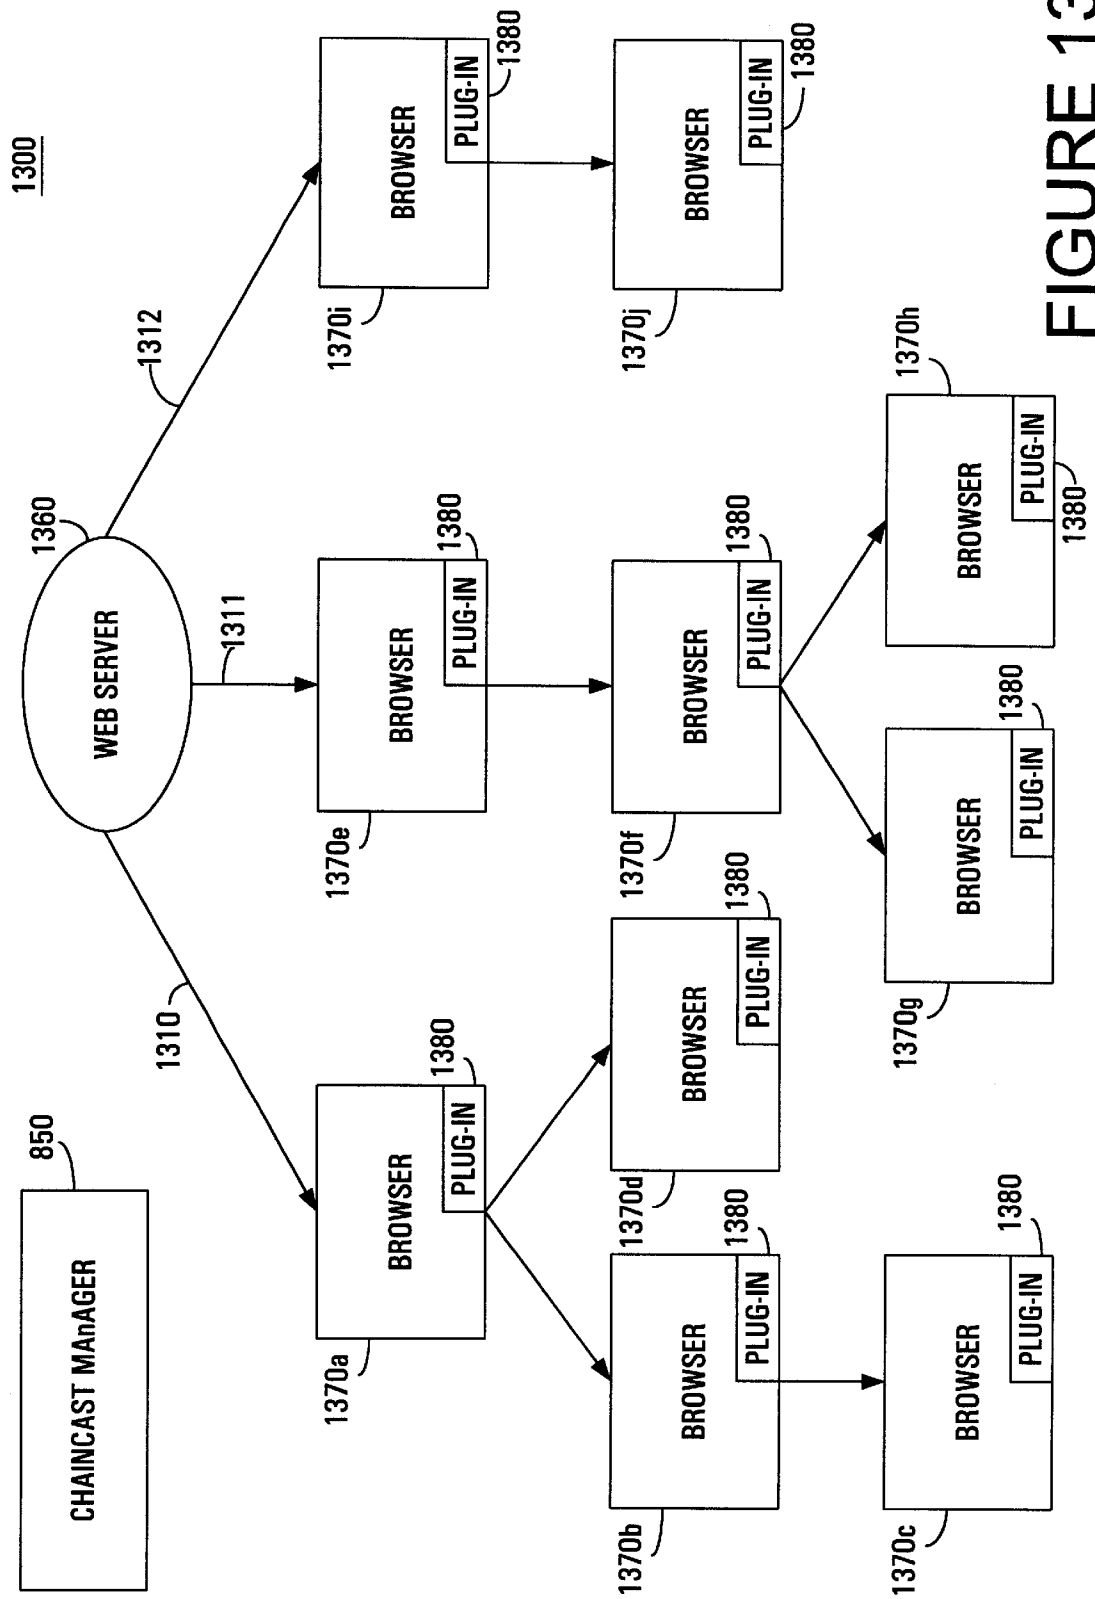 1300
CHAINCAST MAnAGER
850
WEB SERVER
1360
1310
1311
1312
BROWSER
PLUG-IN
1380
1370a
BROWSER
PLUG-IN
1380
1370e
BROWSER
PLUG-IN
1380
1370i
BROWSER
PLUG-IN
1380
1370b
BROWSER
PLUG-IN
1380
1370d
BROWSER
PLUG-IN
1380
1370f
BROWSER
PLUG-IN
1380
1370j
BROWSER
PLUG-IN
1380
1370c
BROWSER
PLUG-IN
1380
1370g
BROWSER
PLUG-IN
1380
1370h
FIGURE 13